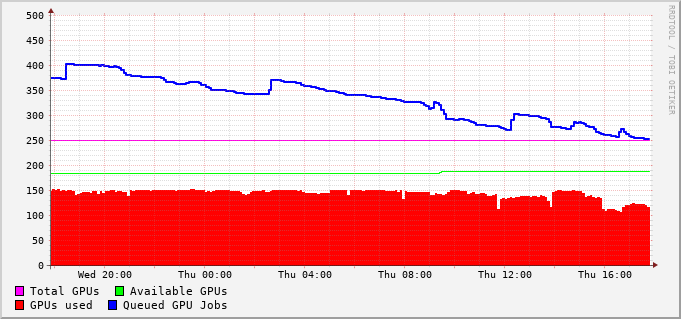 500
450
400
350
300
250
200
150
100
50
0
Wed 20:00 Thu 00:00 Thu 04:00 Thu 08:00 Thu 12:00 Thu 16:00
Total GPUs Available GPUs
GPUs used Queued GPU Jobs
RRDTOOL / TOBI OETIKER